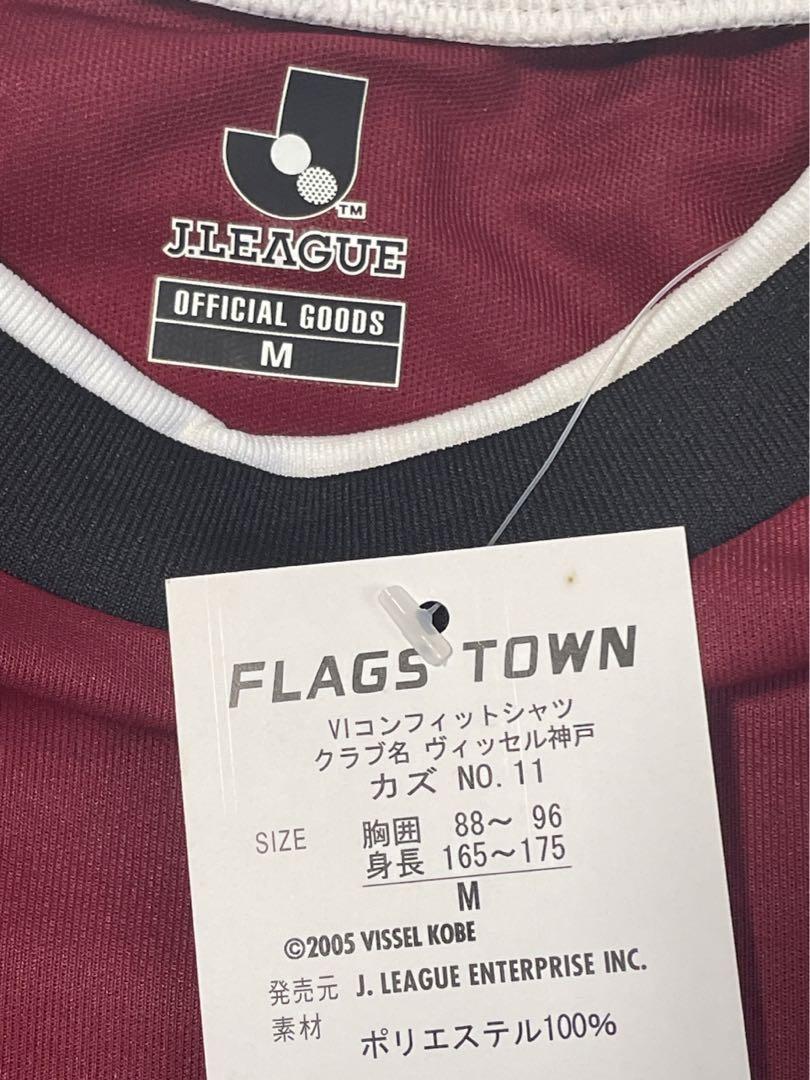 TM
J.LEAGUE
OFFICIAL GOODS
M
FLAGS TOWN
VIコンフィットシャツ
クラブ名 ヴィッセル神戸
カズ NO. 11
SIZE 胸囲 88〜 96
身長 165〜175
M
©2005 VISSEL KOBE
発売元 J. LEAGUE ENTERPRISE INC.
素材 ポリエステル100%